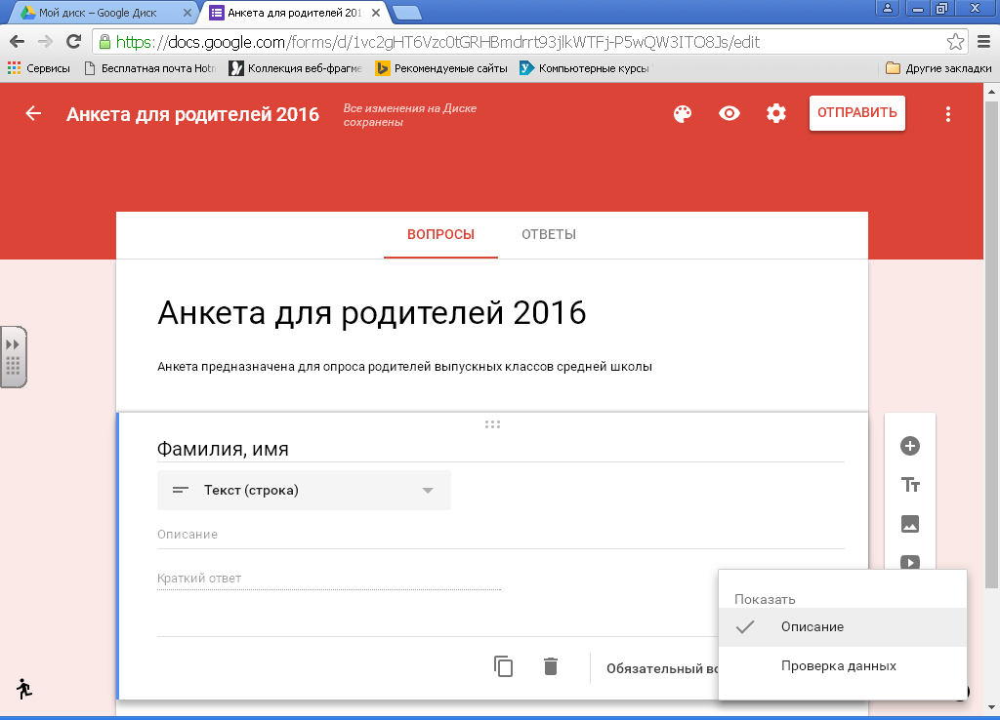 Мой диск – Google Диск
Анкета для родителей 201
https://docs.google.com/forms/d/1vc2gHT6Vzc0tGRHBmdrrt93jlkWTFj-P5wQW3ITO8Js/edit
Сервисы
Бесплатная почта Hotm
Коллекция веб-фрагме
Рекомендуемые сайты
Компьютерные курсы
Другие закладки
Анкета для родителей 2016
Все изменения на Диске
сохранены
ОТПРАВИТЬ
ВОПРОСЫ
ОТВЕТЫ
Анкета для родителей 2016
Анкета предназначена для опроса родителей выпускных классов средней школы
Фамилия, имя
Текст (строка)
Описание
Краткий ответ
Обязательный во
Показать
Описание
Проверка данных